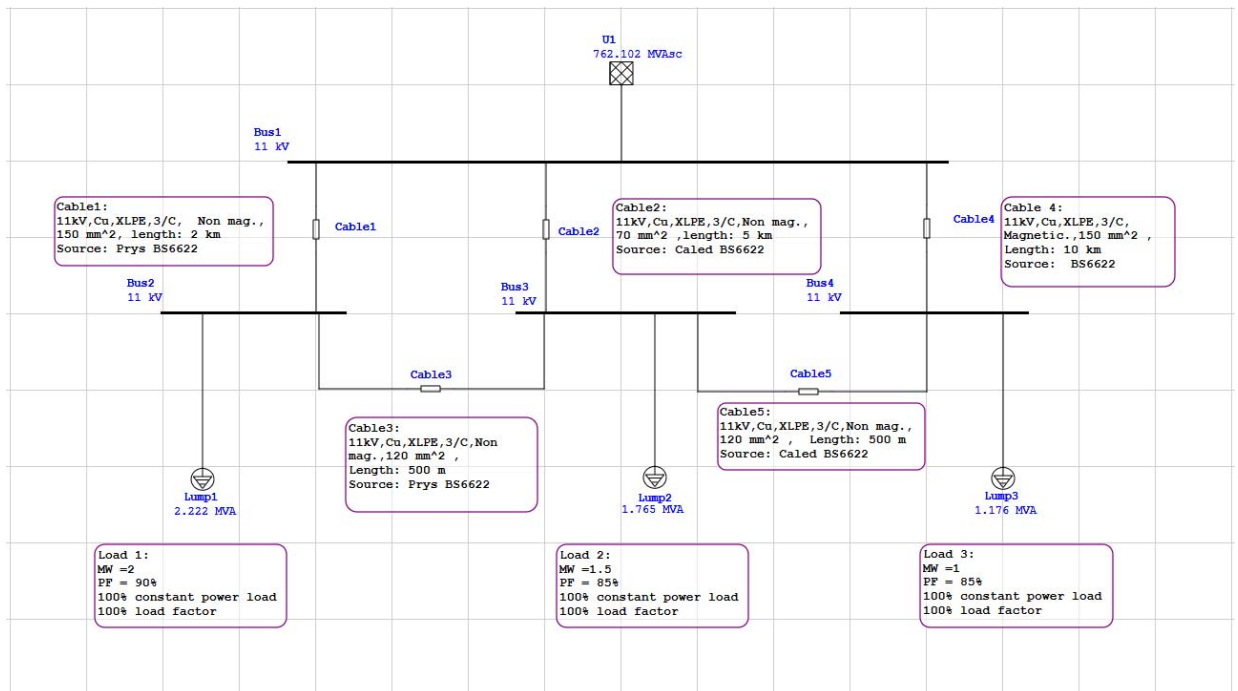 U1
762.102 MVAsc
Bus1
11 kV
Cable1:
11kV,Cu,XLPE,3/C,  Non mag.,
150 mm^2, length: 2 km
Source: Prys BS6622
Cable1
Cable2
Cable2:
11kV,Cu,XLPE,3/C,Non mag.,
70 mm^2 ,length: 5 km
Source: Caled BS6622
Cable4
Cable 4:
11kV,Cu,XLPE,3/C,
Magnetic.,150 mm^2 ,
Length: 10 km
Source:  BS6622
Bus2
11 kV
Bus3
11 kV
Bus4
11 kV
Cable3
Cable5
Cable3:
11kV,Cu,XLPE,3/C,Non
mag.,120 mm^2 ,
Length: 500 m
Source: Prys BS6622
Cable5:
11kV,Cu,XLPE,3/C,Non mag.,
120 mm^2 ,  Length: 500 m
Source: Caled BS6622
Lump1
2.222 MVA
Lump2
1.765 MVA
Lump3
1.176 MVA
Load 1:
MW =2
PF = 90%
100% constant power load
100% load factor
Load 2:
MW =1.5
PF = 85%
100% constant power load
100% load factor
Load 3:
MW =1
PF = 85%
100% constant power load
100% load factor